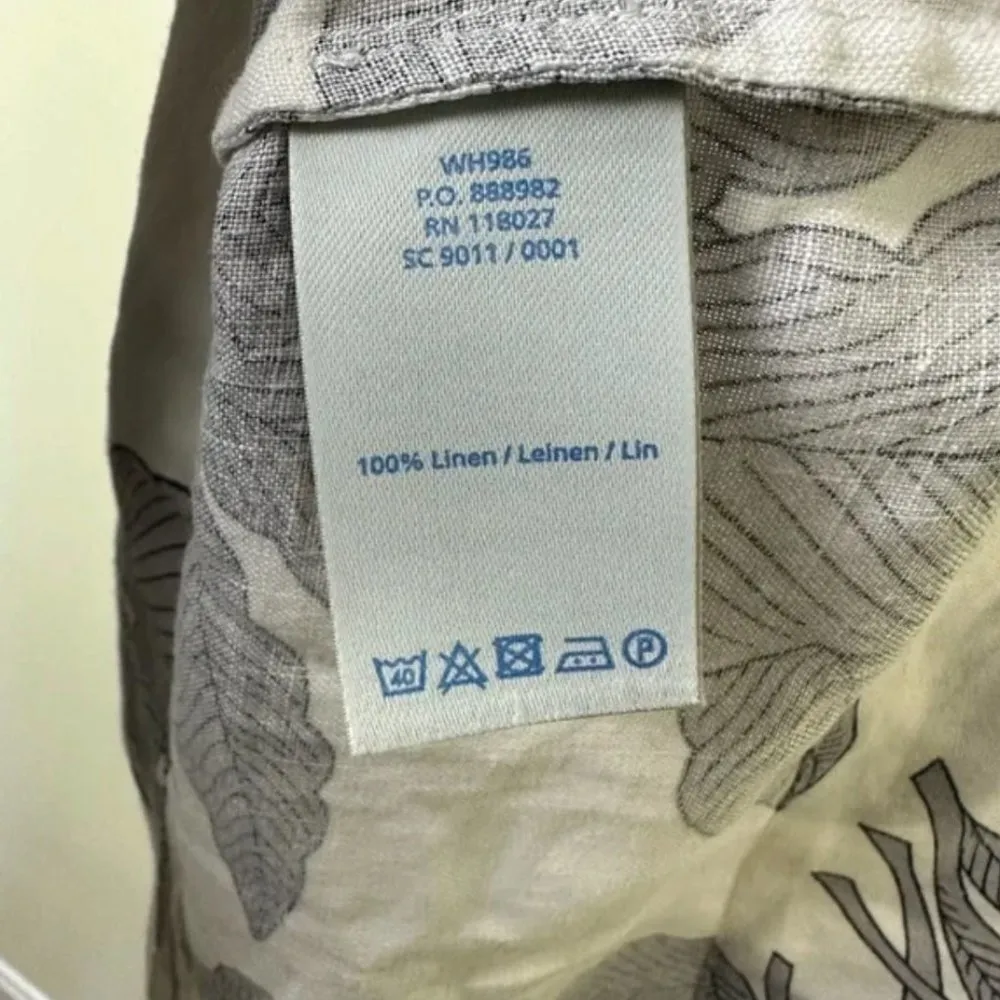 WH986
P.O. 888982
RN 118027
SC 9011 / 0001
100% Linen / Leinen / Lin
40 P